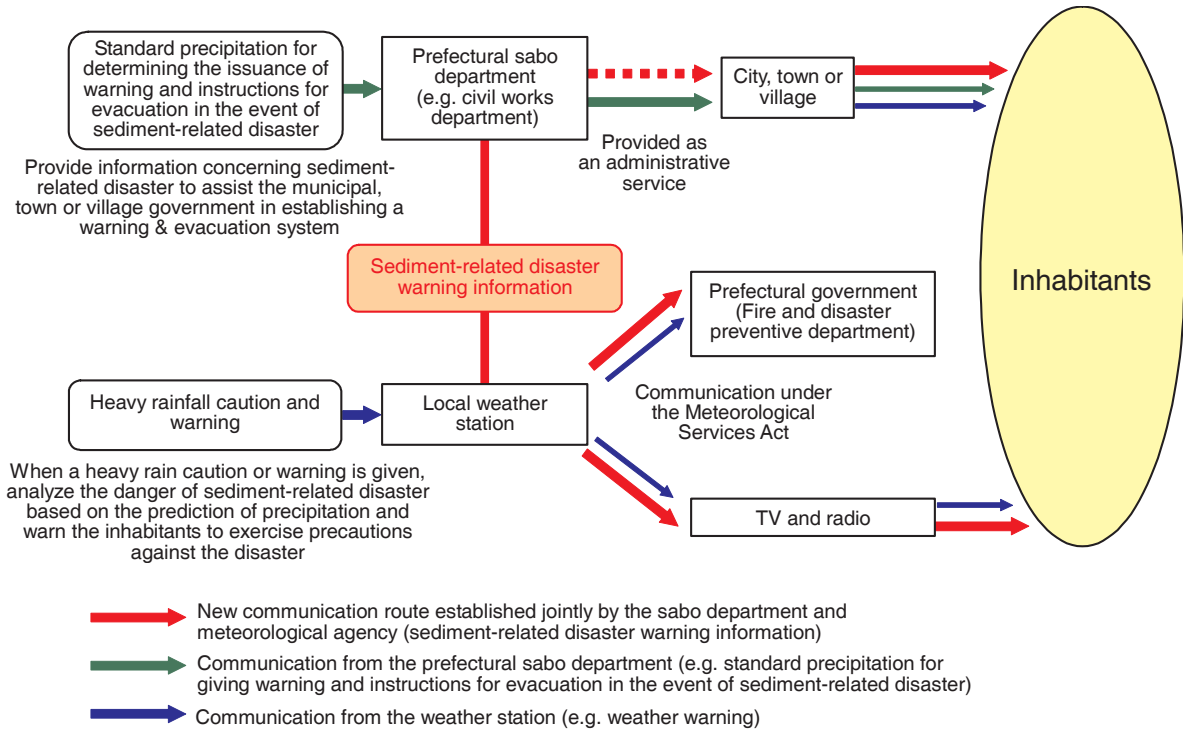 Standard precipitation for
determining the issuance of
warning and instructions for
evacuation in the event of
sediment-related disaster
Prefectural sabo
department
(e.g. civil works
department)
City, town or
village
Provided as
an administrative
service
Provide information concerning sediment-
related disaster to assist the municipal,
town or village government in establishing a
warning & evacuation system
Sediment-related disaster
warning information
Inhabitants
Prefectural government
(Fire and disaster
preventive department)
Heavy rainfall caution and
warning
Local weather
station
Communication under
the Meteorological
Services Act
When a heavy rain caution or warning is given,
analyze the danger of sediment-related disaster
based on the prediction of precipitation and
warn the inhabitants to exercise precautions
against the disaster
TV and radio
New communication route established jointly by the sabo department and
meteorological agency (sediment-related disaster warning information)
Communication from the prefectural sabo department (e.g. standard precipitation for
giving warning and instructions for evacuation in the event of sediment-related disaster)
Communication from the weather station (e.g. weather warning)